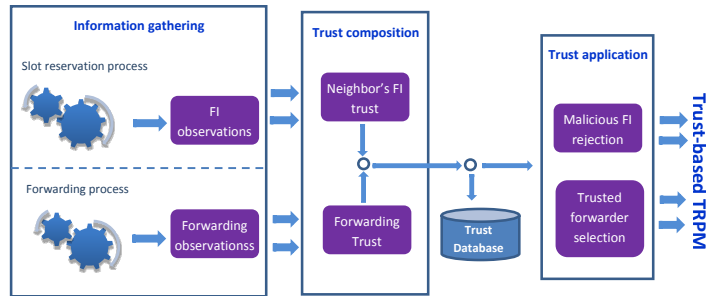 Information gathering
Slot reservation process
FI
observations
Forwarding process
Forwarding
observationss
Trust composition
Neighbor's FI
trust
Forwarding
Trust
Trust
Database
Trust application
Malicious FI
rejection
Trusted
forwarder
selection
Trust-based TRPM